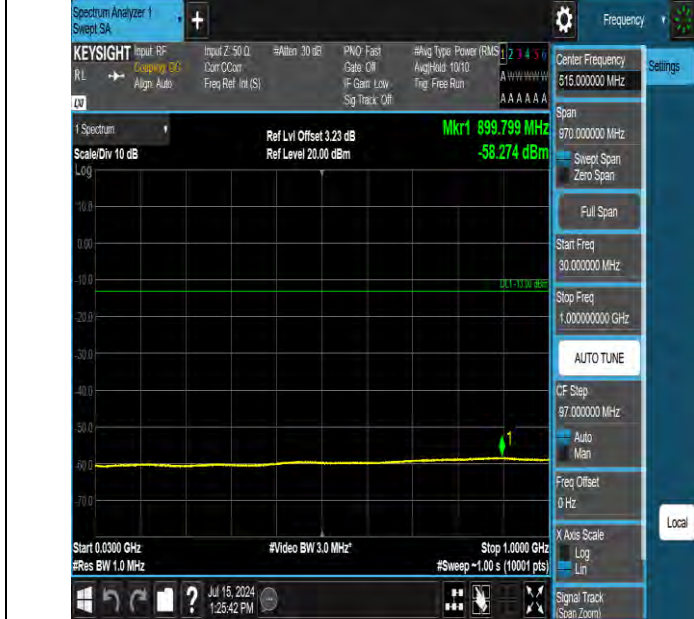 Spectrum Analyzer 1
Swept SA
+
Frequency
KEYSIGHT
RL
Input: RF
Coupling: DC
Align: Auto
Input Z: 50 Ω
Corr CCorr
Freq Ref: Int (S)
#Atten: 30 dB
PNO: Fast
Gate: Off
IF Gain: Low
Sig Track: Off
#Avg Type: Power (RMS
Avg|Hold: 10/10
Trig: Free Run
1 2 3 4 5 6
A W W W W W
A A A A A A
LXI
1 Spectrum
Scale/Div 10 dB
Log
Ref Lvl Offset 3.23 dB
Ref Level 20.00 dBm
Mkr1 899.799 MHz
-58.274 dBm
10.0
0.00
-10.0
-20.0
-30.0
-40.0
-50.0
-60.0
-70.0
DL1 -13.00 dBm
1
Start 0.0300 GHz
#Res BW 1.0 MHz
#Video BW 3.0 MHz*
Stop 1.0000 GHz
#Sweep ~1.00 s (10001 pts)
?
Jul 15, 2024
1:25:42 PM
Center Frequency
515.000000 MHz
Settings
Span
970.000000 MHz
Swept Span
Zero Span
Full Span
Start Freq
30.000000 MHz
Stop Freq
1.000000000 GHz
AUTO TUNE
CF Step
97.000000 MHz
Auto
Man
Freq Offset
0 Hz
X Axis Scale
Log
Lin
Local
Signal Track
(Span Zoom)